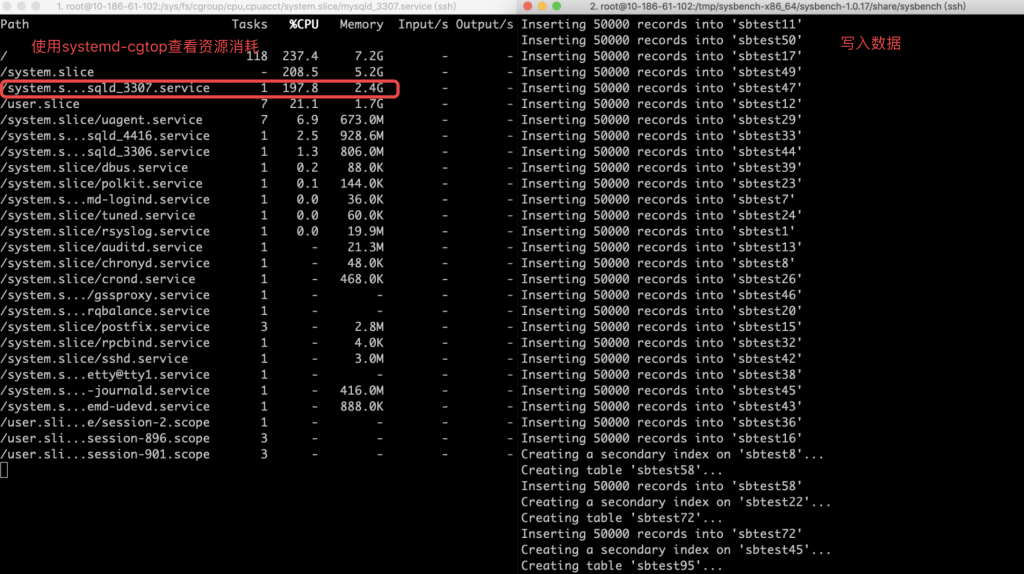 1. root@10-186-61-102:/sys/fs/cgroup/cpu,cpuacct/system.slice/mysqld_3307.service (ssh)
Path Tasks %CPU Memory Input/s Output/s
使用systemd-cgtop查看资源消耗
/ 118 237.4 7.2G - -
/system.slice - 208.5 5.2G - -
/system.s...sqld_3307.service 1 197.8 2.4G - -
/user.slice 7 21.1 1.7G - -
/system.slice/uagent.service 7 6.9 673.0M - -
/system.s...sqld_4416.service 1 2.5 928.6M - -
/system.s...sqld_3306.service 1 1.3 806.0M - -
/system.slice/dbus.service 1 0.2 88.0K - -
/system.slice/polkit.service 1 0.1 144.0K - -
/system.s...md-logind.service 1 0.0 36.0K - -
/system.slice/tuned.service 1 0.0 60.0K - -
/system.slice/rsyslog.service 1 0.0 19.9M - -
/system.slice/auditd.service 1 - 21.3M - -
/system.slice/chronyd.service 1 - 48.0K - -
/system.slice/crond.service 1 - 468.0K - -
/system.s.../gssproxy.service 1 - - - -
/system.s...rqbalance.service 1 - - - -
/system.slice/postfix.service 3 - 2.8M - -
/system.slice/rpcbind.service 1 - 4.0K - -
/system.slice/sshd.service 1 - 3.0M - -
/system.s...etty@tty1.service 1 - - - -
/system.s...-journald.service 1 - 416.0M - -
/system.s...emd-udevd.service 1 - 888.0K - -
/user.sli...e/session-2.scope 1 - - - -
/user.sli...session-896.scope 3 - - - -
/user.sli...session-901.scope 3 - - - -
2. root@10-186-61-102:/tmp/sysbench-x86_64/sysbench-1.0.17/share/sysbench (ssh)
Inserting 50000 records into 'sbtest11'
Inserting 50000 records into 'sbtest50'
写入数据
Inserting 50000 records into 'sbtest17'
Inserting 50000 records into 'sbtest49'
Inserting 50000 records into 'sbtest47'
Inserting 50000 records into 'sbtest12'
Inserting 50000 records into 'sbtest29'
Inserting 50000 records into 'sbtest33'
Inserting 50000 records into 'sbtest44'
Inserting 50000 records into 'sbtest39'
Inserting 50000 records into 'sbtest23'
Inserting 50000 records into 'sbtest7'
Inserting 50000 records into 'sbtest24'
Inserting 50000 records into 'sbtest1'
Inserting 50000 records into 'sbtest13'
Inserting 50000 records into 'sbtest8'
Inserting 50000 records into 'sbtest26'
Inserting 50000 records into 'sbtest46'
Inserting 50000 records into 'sbtest20'
Inserting 50000 records into 'sbtest15'
Inserting 50000 records into 'sbtest32'
Inserting 50000 records into 'sbtest42'
Inserting 50000 records into 'sbtest38'
Inserting 50000 records into 'sbtest45'
Inserting 50000 records into 'sbtest43'
Inserting 50000 records into 'sbtest36'
Inserting 50000 records into 'sbtest16'
Creating a secondary index on 'sbtest8'...
Creating table 'sbtest58'...
Inserting 50000 records into 'sbtest58'
Creating a secondary index on 'sbtest22'...
Creating table 'sbtest72'...
Inserting 50000 records into 'sbtest72'
Creating a secondary index on 'sbtest45'...
Creating table 'sbtest95'...